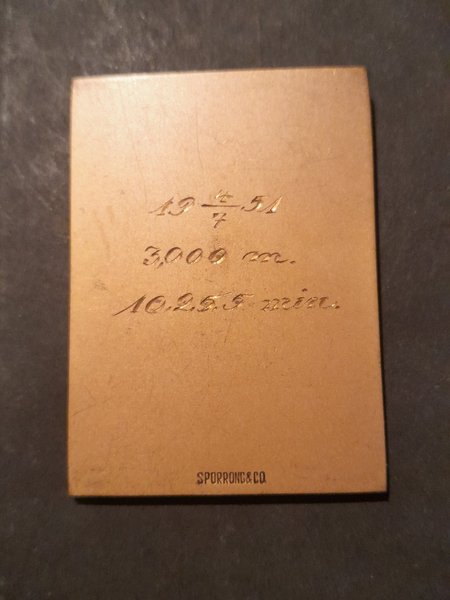 19 4/7 51
3,000 m.
10.25.5 min.
SPORRONG & CO.